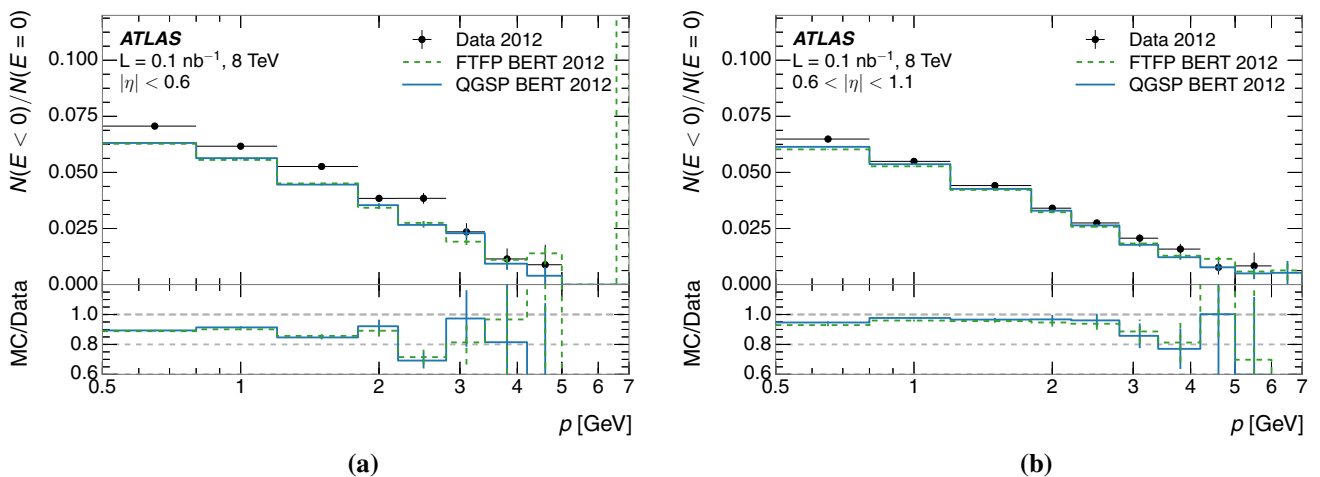 ATLAS
L = 0.1 nb⁻¹, 8 TeV
|η| < 0.6
Data 2012
FTFP BERT 2012
QGSP BERT 2012
N(E < 0)/N(E = 0)
0.100
0.075
0.050
0.025
0.000
MC/Data
1.0
0.8
0.6
0.5 1 2 3 4 5 6 7
p [GeV]
(a)
ATLAS
L = 0.1 nb⁻¹, 8 TeV
0.6 < |η| < 1.1
Data 2012
FTFP BERT 2012
QGSP BERT 2012
N(E < 0)/N(E = 0)
0.100
0.075
0.050
0.025
0.000
MC/Data
1.0
0.8
0.6
0.5 1 2 3 4 5 6 7
p [GeV]
(b)